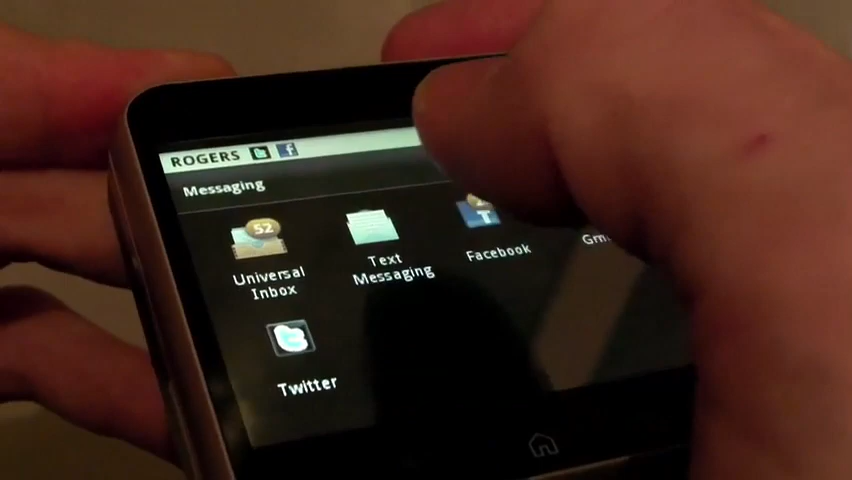 ROGERS
Messaging
52
Universal
Inbox
Text
Messaging
Facebook
Twitter